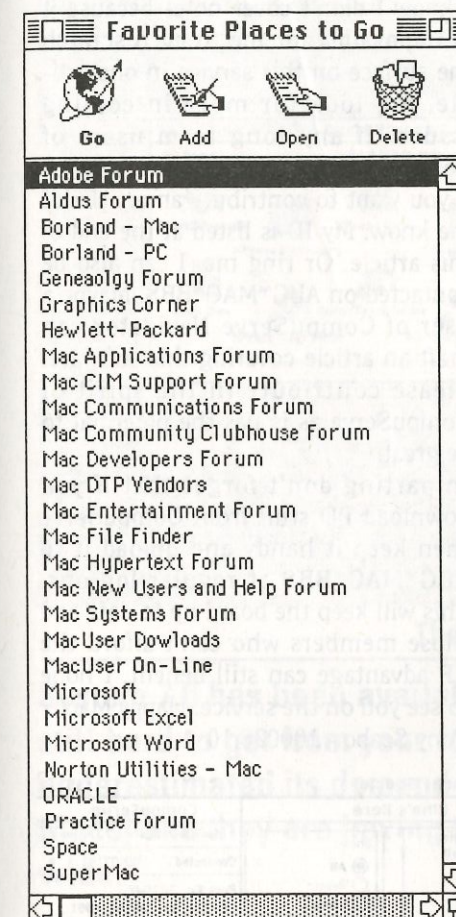 Favorite Places to Go
Go Add Open Delete
Adobe Forum
Aldus Forum
Borland - Mac
Borland - PC
Geneaolgy Forum
Graphics Corner
Hewlett-Packard
Mac Applications Forum
Mac CIM Support Forum
Mac Communications Forum
Mac Community Clubhouse Forum
Mac Developers Forum
Mac DTP Vendors
Mac Entertainment Forum
Mac File Finder
Mac Hypertext Forum
Mac New Users and Help Forum
Mac Systems Forum
MacUser Dowloads
MacUser On-Line
Microsoft
Microsoft Excel
Microsoft Word
Norton Utilities - Mac
ORACLE
Practice Forum
Space
SuperMac